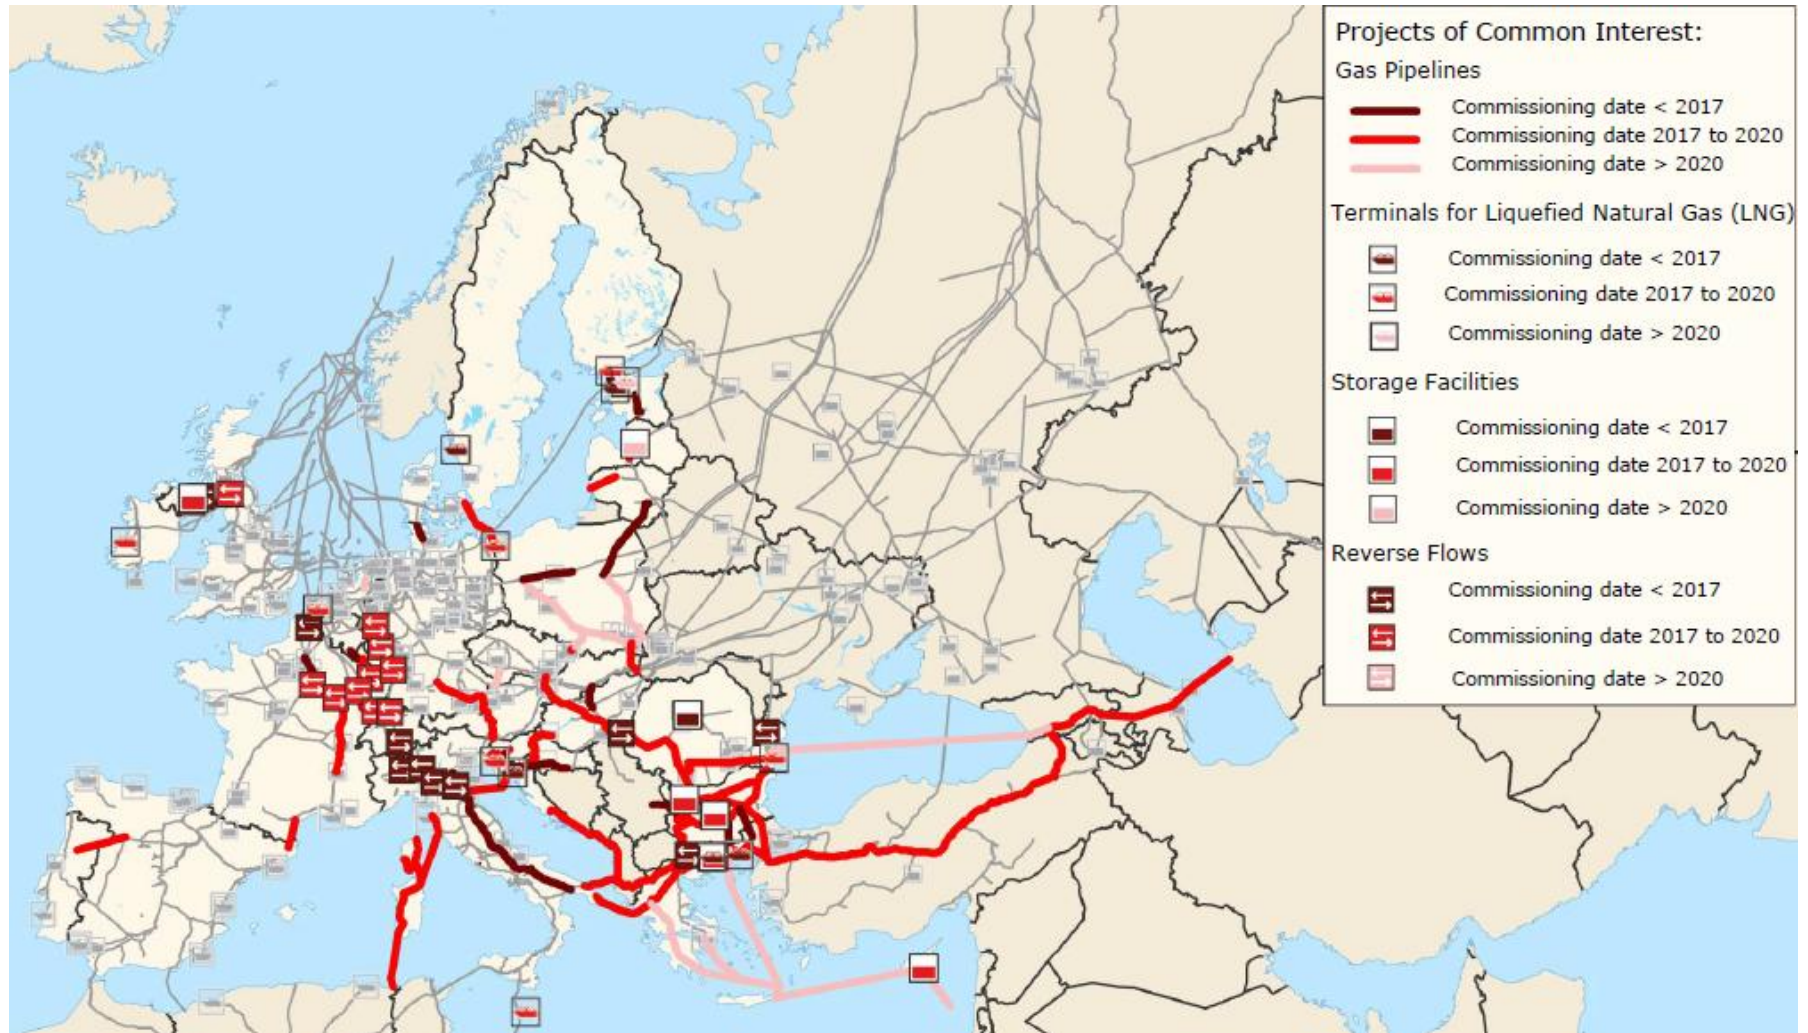 Projects of Common Interest:
Gas Pipelines
Commissioning date < 2017
Commissioning date 2017 to 2020
Commissioning date > 2020
Terminals for Liquefied Natural Gas (LNG)
Commissioning date < 2017
Commissioning date 2017 to 2020
Commissioning date > 2020
Storage Facilities
Commissioning date < 2017
Commissioning date 2017 to 2020
Commissioning date > 2020
Reverse Flows
Commissioning date < 2017
Commissioning date 2017 to 2020
Commissioning date > 2020